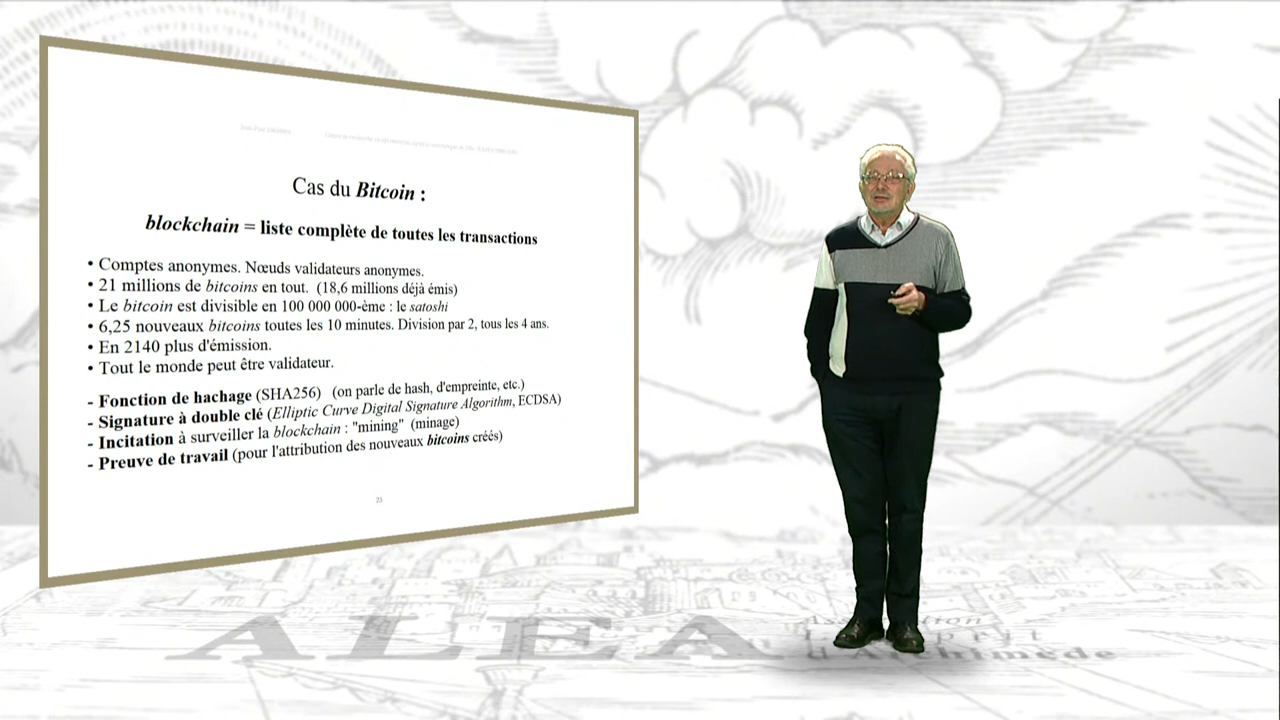 Cas du Bitcoin :
blockchain = liste complète de toutes les transactions
• Comptes anonymes. Nœuds validateurs anonymes.
• 21 millions de bitcoins en tout. (18,6 millions déjà émis)
• Le bitcoin est divisible en 100 000 000-ème : le satoshi
• 6,25 nouveaux bitcoins toutes les 10 minutes. Division par 2, tous les 4 ans.
• En 2140 plus d'émission.
• Tout le monde peut être validateur.
- Fonction de hachage (SHA256) (on parle de hash, d'empreinte, etc.)
- Signature à double clé (Elliptic Curve Digital Signature Algorithm, ECDSA)
- Incitation à surveiller la blockchain : "mining" (minage)
- Preuve de travail (pour l'attribution des nouveaux bitcoins créés)
23
ALEA
d'Archimède